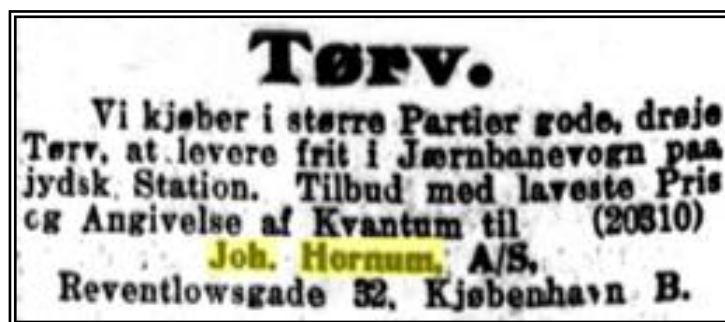 Tørv.
Vi kjøber i større Partier gode, drøje
Tørv, at levere frit i Jærnbanevogn paa
jydsk Station. Tilbud med laveste Pris
og Angivelse af Kvantum til (20310)
Joh. Hornum, A/S,
Reventlowsgade 32, Kjøbenhavn B.